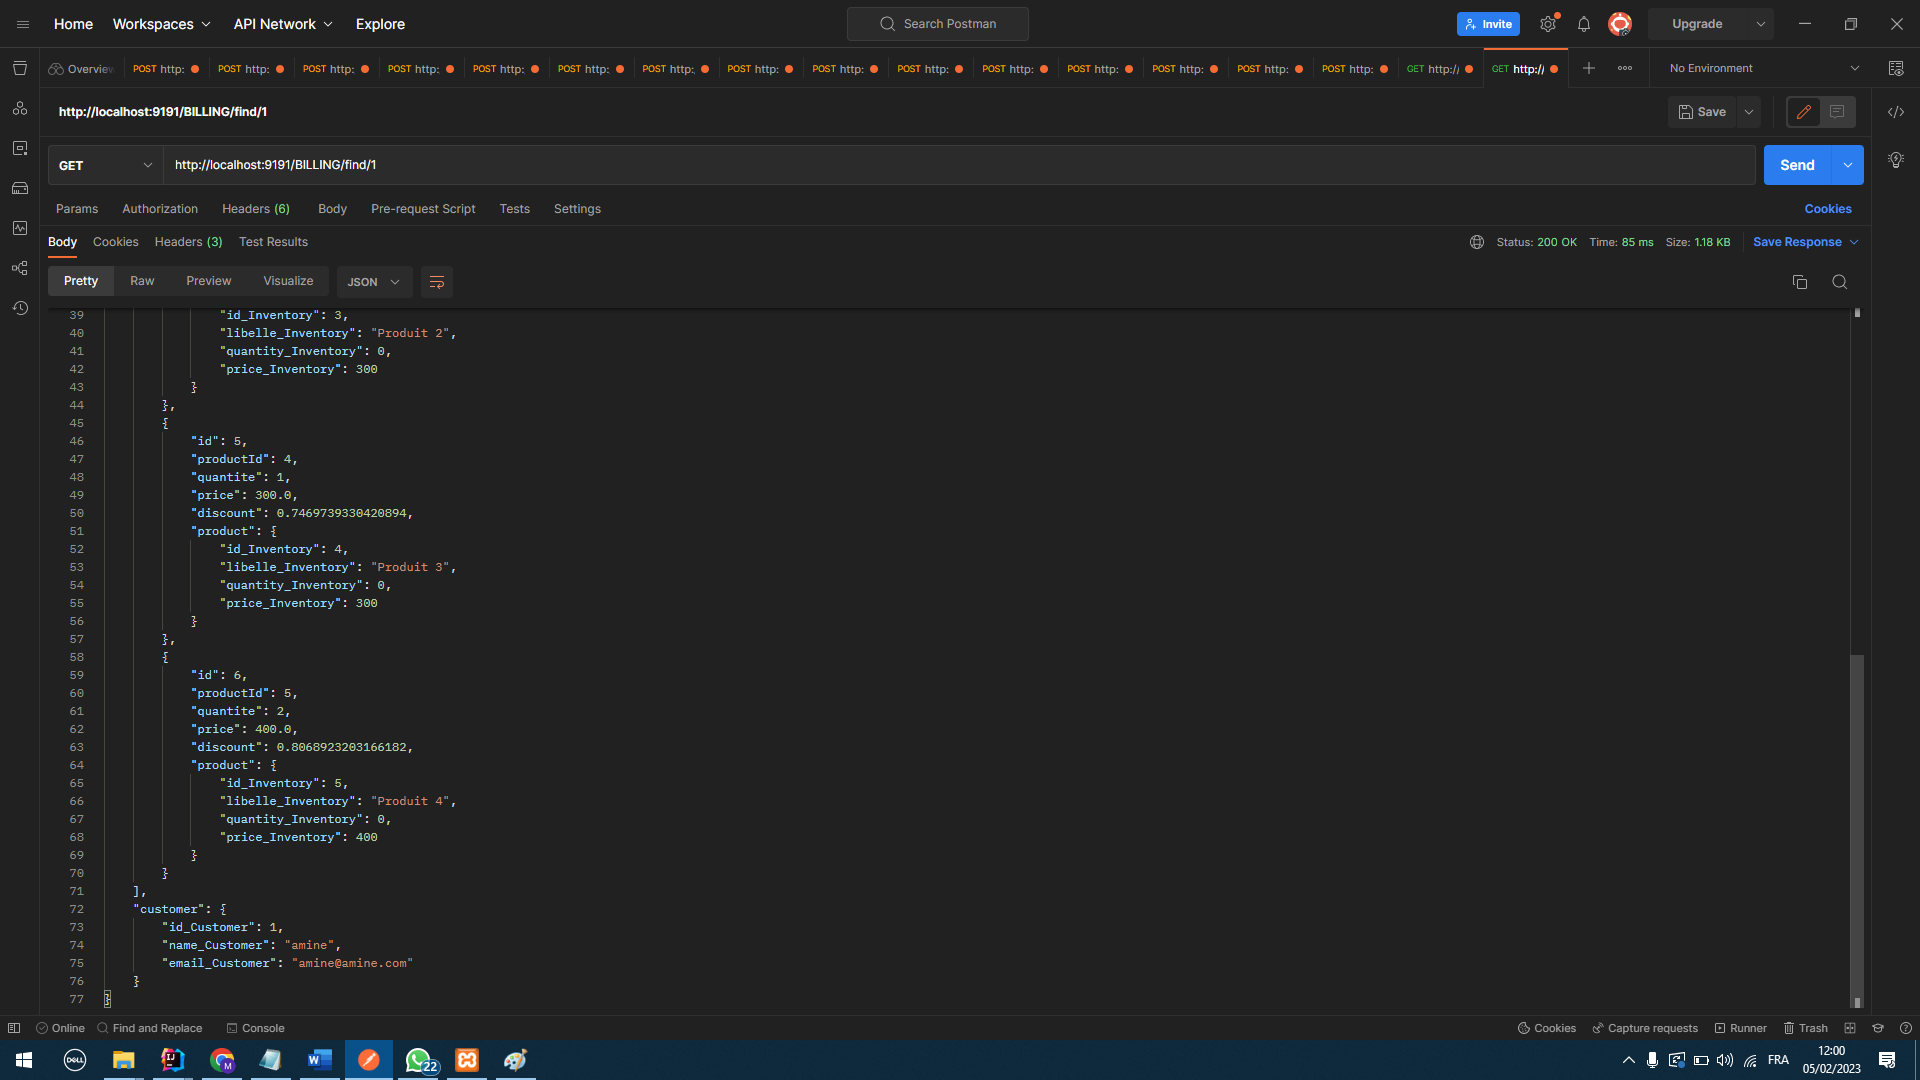 Home Workspaces API Network Explore Search Postman Invite Upgrade
Overview POST http: POST http: POST http: POST http: POST http: POST http: POST http: POST http: POST http: POST http: POST http: POST http: POST http: POST http: POST http: GET http:/ GET http:// No Environment
http://localhost:9191/BILLING/find/1 Save
GET http://localhost:9191/BILLING/find/1 Send
Params Authorization Headers (6) Body Pre-request Script Tests Settings Cookies
Body Cookies Headers (3) Test Results Status: 200 OK Time: 85 ms Size: 1.18 KB Save Response
Pretty Raw Preview Visualize JSON
39 "id_Inventory": 3,
40 "libelle_Inventory": "Produit 2",
41 "quantity_Inventory": 0,
42 "price_Inventory": 300
43 }
44 },
45 {
46 "id": 5,
47 "productId": 4,
48 "quantite": 1,
49 "price": 300.0,
50 "discount": 0.7469739330420894,
51 "product": {
52 "id_Inventory": 4,
53 "libelle_Inventory": "Produit 3",
54 "quantity_Inventory": 0,
55 "price_Inventory": 300
56 }
57 },
58 {
59 "id": 6,
60 "productId": 5,
61 "quantite": 2,
62 "price": 400.0,
63 "discount": 0.8068923203166182,
64 "product": {
65 "id_Inventory": 5,
66 "libelle_Inventory": "Produit 4",
67 "quantity_Inventory": 0,
68 "price_Inventory": 400
69 }
70 }
71 ],
72 "customer": {
73 "id_Customer": 1,
74 "name_Customer": "amine",
75 "email_Customer": "amine@amine.com"
76 }
77 }
Online Find and Replace Console Cookies Capture requests Runner Trash
DELL IJ M W 22 FRA 12:00
05/02/2023